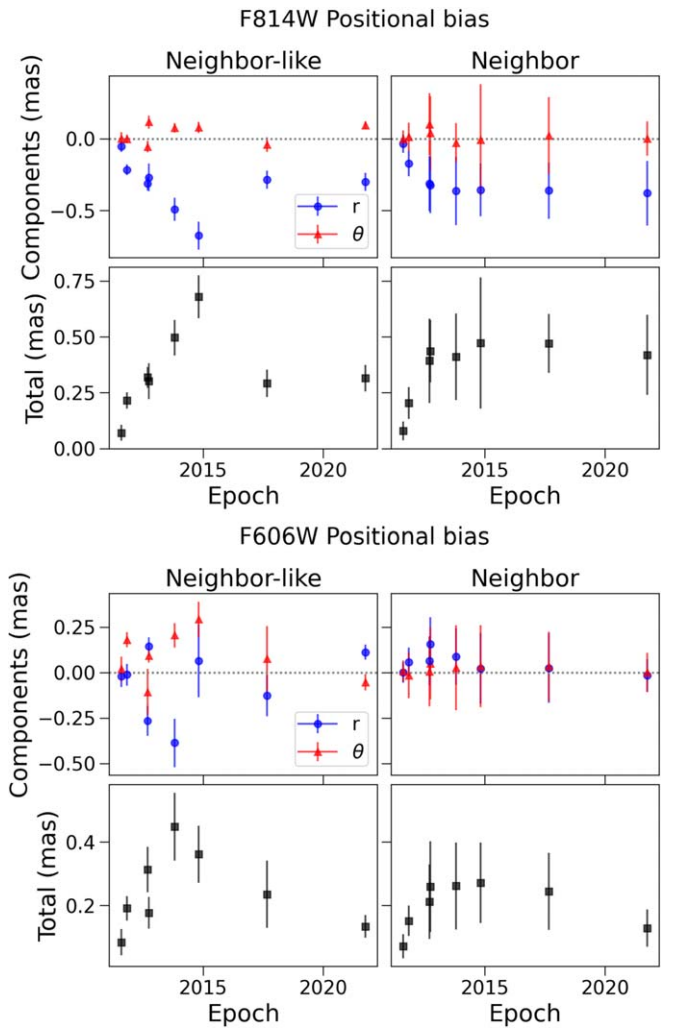 F814W Positional bias
Neighbor-like Neighbor
Components (mas)
0.0
−0.5
r
θ
Total (mas)
0.75
0.50
0.25
0.00
2015 2020 2015 2020
Epoch Epoch
F606W Positional bias
Neighbor-like Neighbor
Components (mas)
0.25
0.00
−0.25
−0.50
r
θ
Total (mas)
0.4
0.2
2015 2020 2015 2020
Epoch Epoch